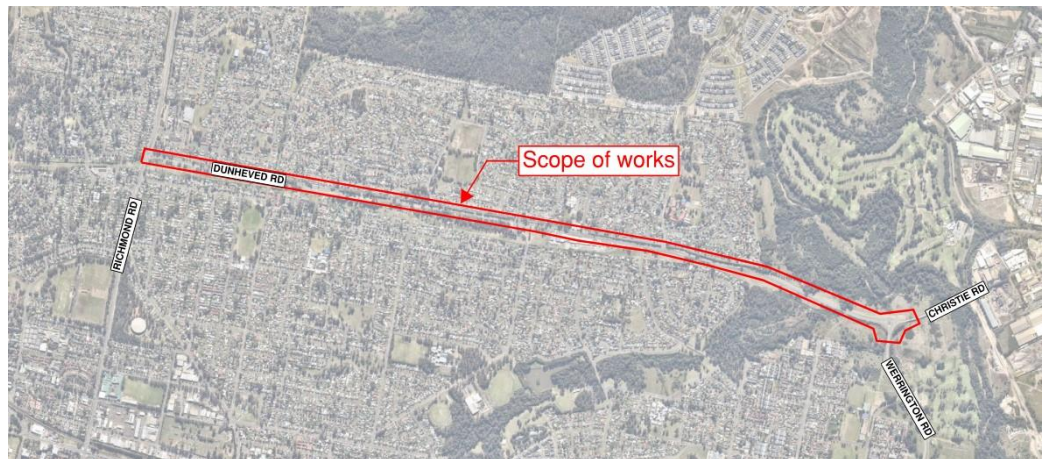 Scope of works
DUNHEVED RD
RICHMOND RD
CHRISTIE RD
WERRINGTON RD